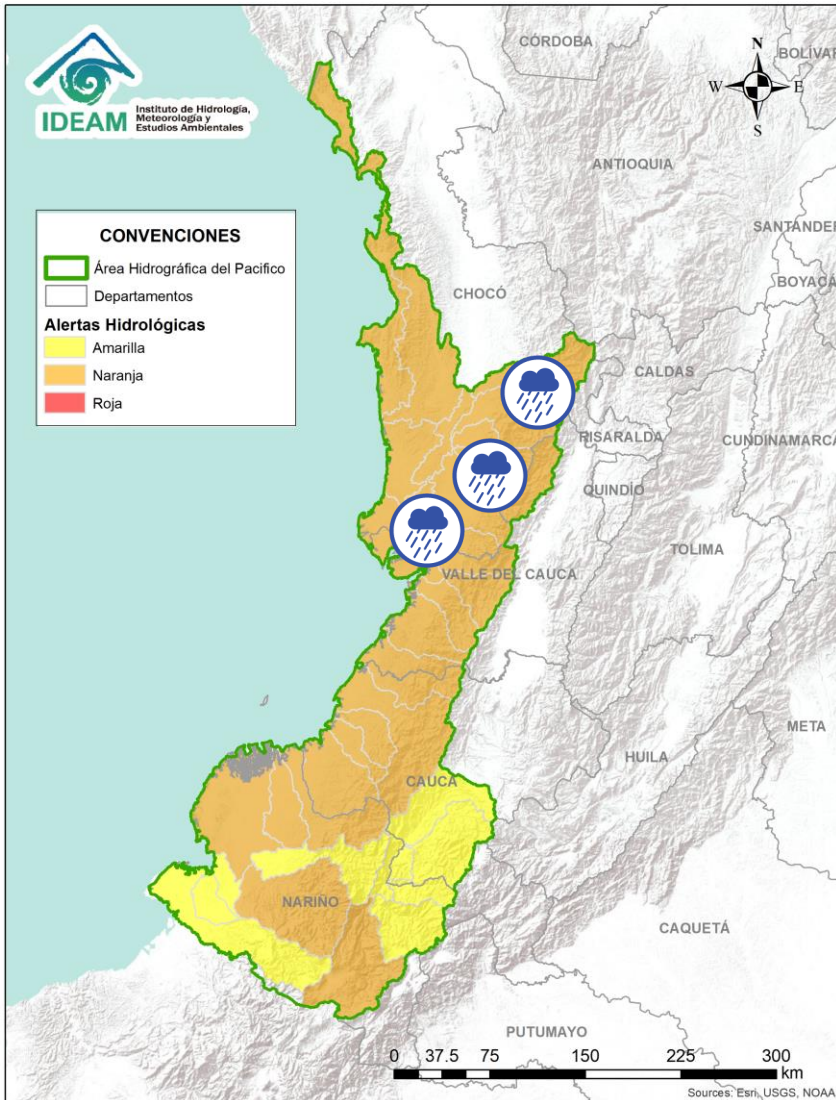 IDEAM
Instituto de Hidrología,
Meteorología y
Estudios Ambientales
N
W
E
S
CÓRDOBA
BOLÍVAR
ANTIOQUIA
SANTANDER
BOYACÁ
CONVENCIONES
Área Hidrográfica del Pacifico
Departamentos
Alertas Hidrológicas
Amarilla
Naranja
Roja
CHOCÓ
CALDAS
RISARALDA
CUNDINAMARCA
QUINDÍO
TOLIMA
VALLE DEL CAUCA
META
HUILA
CAUCA
NARIÑO
CAQUETÁ
PUTUMAYO
0 37.5 75 150 225 300
km
Sources: Esri, USGS, NOAA